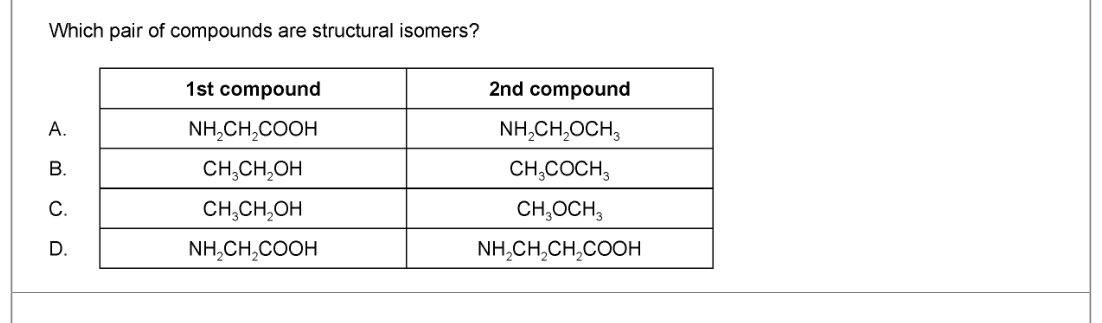 Which pair of compounds are structural isomers?
1st compound 2nd compound
A. NH₂CH₂COOH NH₂CH₂OCH₃
B. CH₃CH₂OH CH₃COCH₃
C. CH₃CH₂OH CH₃OCH₃
D. NH₂CH₂COOH NH₂CH₂CH₂COOH